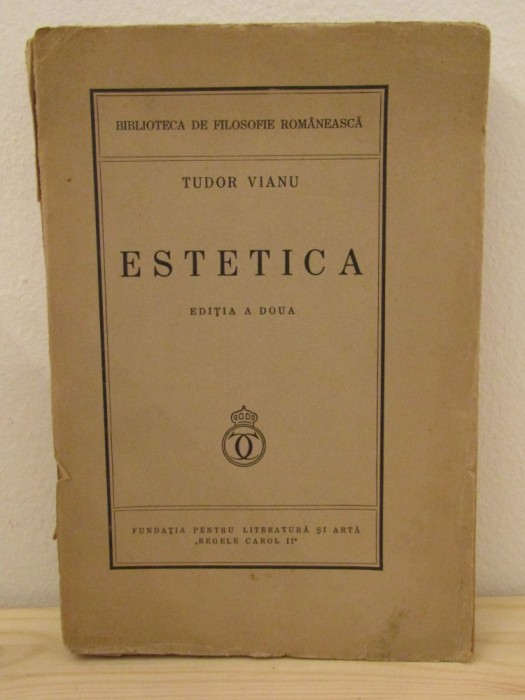 BIBLIOTECA DE FILOSOFIE ROMÂNEASCĂ
TUDOR VIANU
ESTETICA
EDIŢIA A DOUA
FUNDAŢIA PENTRU LITERATURĂ ŞI ARTĂ
„REGELE CAROL II"